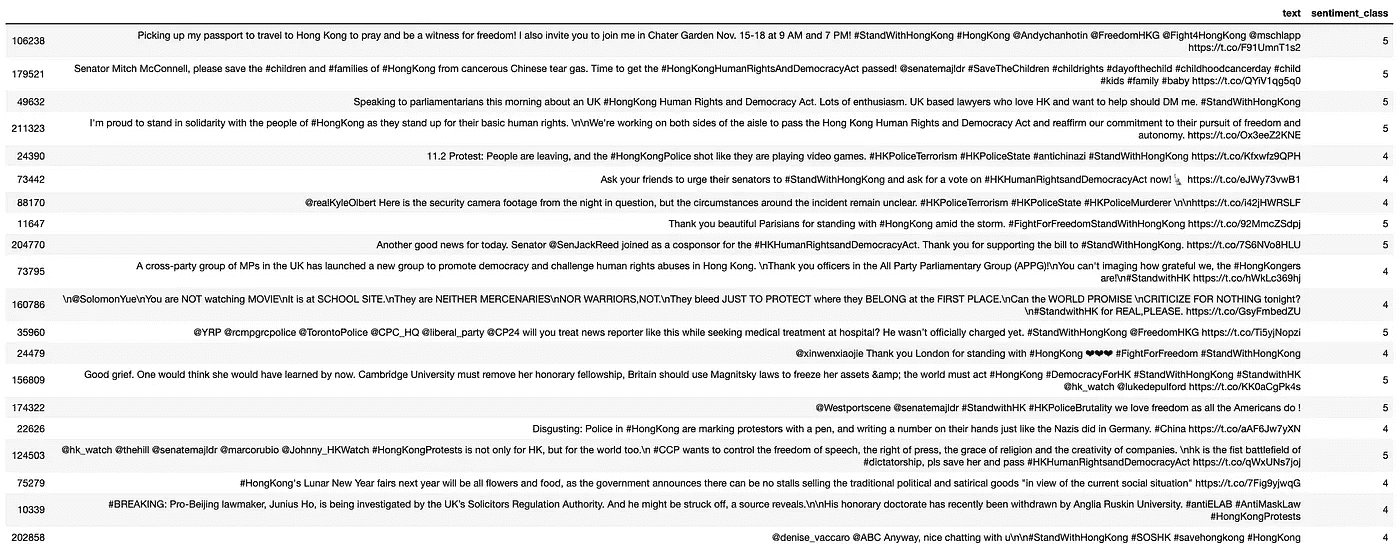 text sentiment_class
106238 Picking up my passport to travel to Hong Kong to pray and be a witness for freedom! I also invite you to join me in Chater Garden Nov. 15-18 at 9 AM and 7 PM! #StandWithHongKong #HongKong @Andychanhotin @FreedomHKG @Fight4HongKong @mschlapp 5
https://t.co/F91UmnT1s2
179521 Senator Mitch McConnell, please save the #children and #families of #HongKong from cancerous Chinese tear gas. Time to get the #HongKongHumanRightsAndDemocracyAct passed! @senatemajldr #SaveTheChildren #childrights #dayofthechild #childhoodcancerday #child 5
#kids #family #baby https://t.co/QYiV1qg5q0
49632 Speaking to parliamentarians this morning about an UK #HongKong Human Rights and Democracy Act. Lots of enthusiasm. UK based lawyers who love HK and want to help should DM me. #StandWithHongKong 5
211323 I'm proud to stand in solidarity with the people of #HongKong as they stand up for their basic human rights. \n\nWe're working on both sides of the aisle to pass the Hong Kong Human Rights and Democracy Act and reaffirm our commitment to their pursuit of freedom and 5
autonomy. https://t.co/Ox3eeZ2KNE
24390 11.2 Protest: People are leaving, and the #HongKongPolice shot like they are playing video games. #HKPoliceTerrorism #HKPoliceState #antichinazi #StandWithHongKong https://t.co/Kfxwfz9QPH 4
73442 Ask your friends to urge their senators to #StandWithHongKong and ask for a vote on #HKHumanRightsandDemocracyAct now! https://t.co/eJWy73vwB1 4
88170 @realKyleOlbert Here is the security camera footage from the night in question, but the circumstances around the incident remain unclear. #HKPoliceTerrorism #HKPoliceState #HKPoliceMurderer \n\nhttps://t.co/i42jHWRSLF 4
11647 Thank you beautiful Parisians for standing with #HongKong amid the storm. #FightForFreedomStandWithHongKong https://t.co/92MmcZSdpj 5
204770 Another good news for today. Senator @SenJackReed joined as a cosponsor for the #HKHumanRightsandDemocracyAct. Thank you for supporting the bill to #StandWithHongKong. https://t.co/7S6NVo8HLU 5
73795 A cross-party group of MPs in the UK has launched a new group to promote democracy and challenge human rights abuses in Hong Kong. \nThank you officers in the All Party Parliamentary Group (APPG)!\nYou can't imaging how grateful we, the #HongKongers 4
are!\n#StandwithHK https://t.co/hWkLc369hj
160786 \n@SolomonYue\nYou are NOT watching MOVIE\nIt is at SCHOOL SITE.\nThey are NEITHER MERCENARIES\nNOR WARRIORS,NOT.\nThey bleed JUST TO PROTECT where they BELONG at the FIRST PLACE.\nCan the WORLD PROMISE \nCRITICIZE FOR NOTHING tonight? 4
\n#StandwithHK for REAL,PLEASE. https://t.co/GsyFmbedZU
35960 @YRP @rcmpgrcpolice @TorontoPolice @CPC_HQ @liberal_party @CP24 will you treat news reporter like this while seeking medical treatment at hospital? He wasn't officially charged yet. #StandWithHongKong @FreedomHKG https://t.co/Ti5yjNopzi 5
24479 @xinwenxiaojie Thank you London for standing with #HongKong ❤❤❤ #FightForFreedom #StandWithHongKong 4
156809 Good grief. One would think she would have learned by now. Cambridge University must remove her honorary fellowship, Britain should use Magnitsky laws to freeze her assets &amp; the world must act #HongKong #DemocracyForHK #StandWithHongKong #StandwithHK 5
@hk_watch @lukedepulford https://t.co/KK0aCgPk4s
174322 @Westportscene @senatemajldr #StandwithHK #HKPoliceBrutality we love freedom as all the Americans do ! 5
22626 Disgusting: Police in #HongKong are marking protestors with a pen, and writing a number on their hands just like the Nazis did in Germany. #China https://t.co/aAF6Jw7yXN 4
124503 @hk_watch @thehill @senatemajldr @marcorubio @Johnny_HKWatch #HongKongProtests is not only for HK, but for the world too.\n #CCP wants to control the freedom of speech, the right of press, the grace of religion and the creativity of companies. \nhk is the fist battlefield of 5
#dictatorship, pls save her and pass #HKHumanRightsandDemocracyAct https://t.co/qWxUNs7joj
75279 #HongKong's Lunar New Year fairs next year will be all flowers and food, as the government announces there can be no stalls selling the traditional political and satirical goods "in view of the current social situation" https://t.co/7Fig9yjwqG 4
10339 #BREAKING: Pro-Beijing lawmaker, Junius Ho, is being investigated by the UK's Solicitors Regulation Authority. And he might be struck off, a source reveals.\n\nHis honorary doctorate has recently been withdrawn by Anglia Ruskin University. #antiELAB #AntiMaskLaw 4
#HongKongProtests
202858 @denise_vaccaro @ABC Anyway, nice chatting with u\n\n#StandWithHongKong #SOSHK #savehongkong #HongKong 4